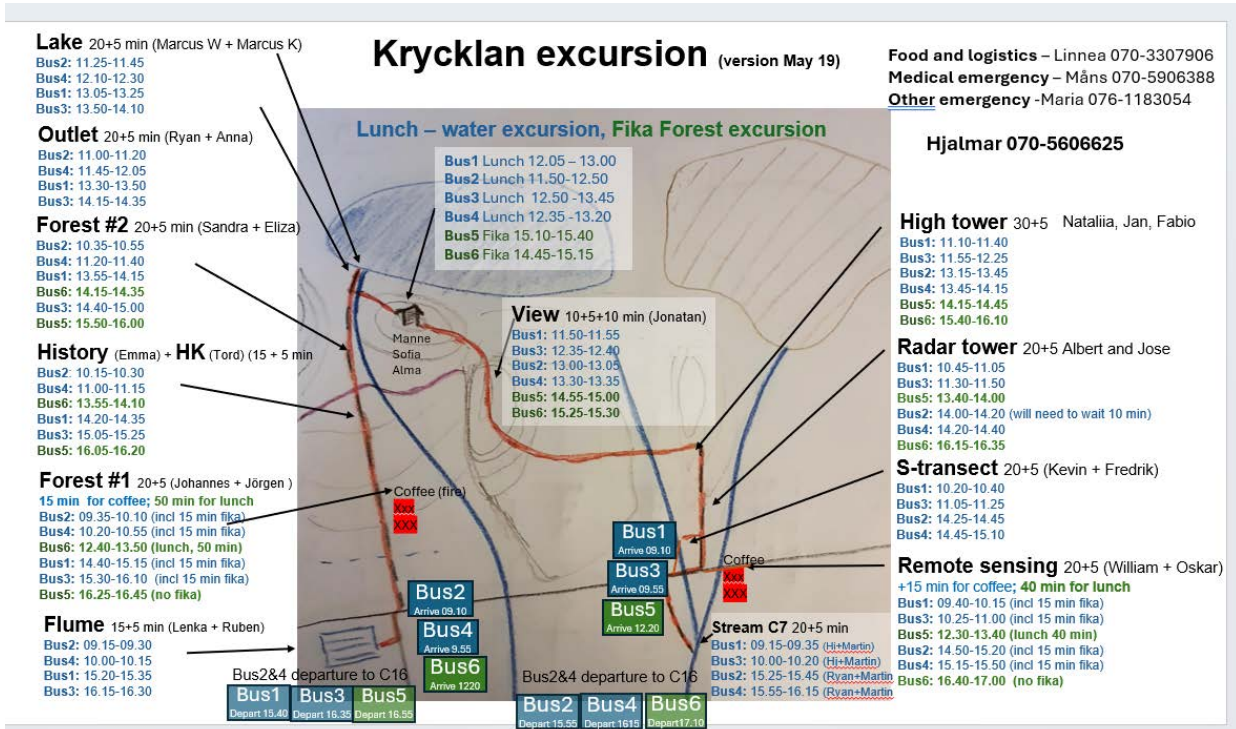 Krycklan excursion (version May 19)
Lake 20+5 min (Marcus W + Marcus K)
Bus2: 11.25-11.45
Bus4: 12.10-12.30
Bus1: 13.05-13.25
Bus3: 13.50-14.10
Outlet 20+5 min (Ryan + Anna)
Bus2: 11.00-11.20
Bus4: 11.45-12.05
Bus1: 13.30-13.50
Bus3: 14.15-14.35
Forest #2 20+5 min (Sandra + Eliza)
Bus2: 10.35-10.55
Bus4: 11.20-11.40
Bus1: 13.55-14.15
Bus6: 14.15-14.35
Bus3: 14.40-15.00
Bus5: 15.50-16.00
History (Emma) + HK (Tord) (15 + 5 min
Bus2: 10.15-10.30
Bus4: 11.00-11.15
Bus6: 13.55-14.10
Bus1: 14.20-14.35
Bus3: 15.05-15.25
Bus5: 16.05-16.20
Forest #1 20+5 (Johannes + Jörgen )
15 min for coffee; 50 min for lunch
Bus2: 09.35-10.10 (incl 15 min fika)
Bus4: 10.20-10.55 (incl 15 min fika)
Bus6: 12.40-13.50 (lunch, 50 min)
Bus1: 14.40-15.15 (incl 15 min fika)
Bus3: 15.30-16.10 (incl 15 min fika)
Bus5: 16.25-16.45 (no fika)
Flume 15+5 min (Lenka + Ruben)
Bus2: 09.15-09.30
Bus4: 10.00-10.15
Bus1: 15.20-15.35
Bus3: 16.15-16.30
Lunch – water excursion, Fika Forest excursion
Bus1 Lunch 12.05 – 13.00
Bus2 Lunch 11.50-12.50
Bus3 Lunch 12.50 -13.45
Bus4 Lunch 12.35 -13.20
Bus5 Fika 15.10-15.40
Bus6 Fika 14.45-15.15
View 10+5+10 min (Jonatan)
Bus1: 11.50-11.55
Bus3: 12.35-12.40
Bus2: 13.00-13.05
Bus4: 13.30-13.35
Bus5: 14.55-15.00
Bus6: 15.25-15.30
Manne
Sofia
Alma
Coffee (fire)
Xxx
XXX
Bus2
Arrive 09.10
Bus4
Arrive 9.55
Bus6
Arrive 1220
Bus1
Arrive 09.10
Bus3
Arrive 09.55
Bus5
Arrive 12.20
Coffee
Xxx
XXX
Stream C7 20+5 min
Bus1: 09.15-09.35 (Hj+Martin)
Bus3: 10.00-10.20 (Hj+Martin)
Bus2: 15.25-15.45 (Ryan+Martin
Bus4: 15.55-16.15 (Ryan+Martin
Bus2&4 departure to C16
Bus1
Depart 15.40
Bus3
Depart 16.35
Bus5
Depart 16.55
Bus2&4 departure to C16
Bus2
Depart 15.55
Bus4
Depart 1615
Bus6
Depart17.10
Food and logistics – Linnea 070-3307906
Medical emergency – Måns 070-5906388
Other emergency -Maria 076-1183054
Hjalmar 070-5606625
High tower 30+5 Nataliia, Jan, Fabio
Bus1: 11.10-11.40
Bus3: 11.55-12.25
Bus2: 13.15-13.45
Bus4: 13.45-14.15
Bus5: 14.15-14.45
Bus6: 15.40-16.10
Radar tower 20+5 Albert and Jose
Bus1: 10.45-11.05
Bus3: 11.30-11.50
Bus5: 13.40-14.00
Bus2: 14.00-14.20 (will need to wait 10 min)
Bus4: 14.20-14.40
Bus6: 16.15-16.35
S-transect 20+5 (Kevin + Fredrik)
Bus1: 10.20-10.40
Bus3: 11.05-11.25
Bus2: 14.25-14.45
Bus4: 14.45-15.10
Remote sensing 20+5 (William + Oskar)
+15 min for coffee; 40 min for lunch
Bus1: 09.40-10.15 (incl 15 min fika)
Bus3: 10.25-11.00 (incl 15 min fika)
Bus5: 12.30-13.40 (lunch 40 min)
Bus2: 14.50-15.20 (incl 15 min fika)
Bus4: 15.15-15.50 (incl 15 min fika)
Bus6: 16.40-17.00 (no fika)